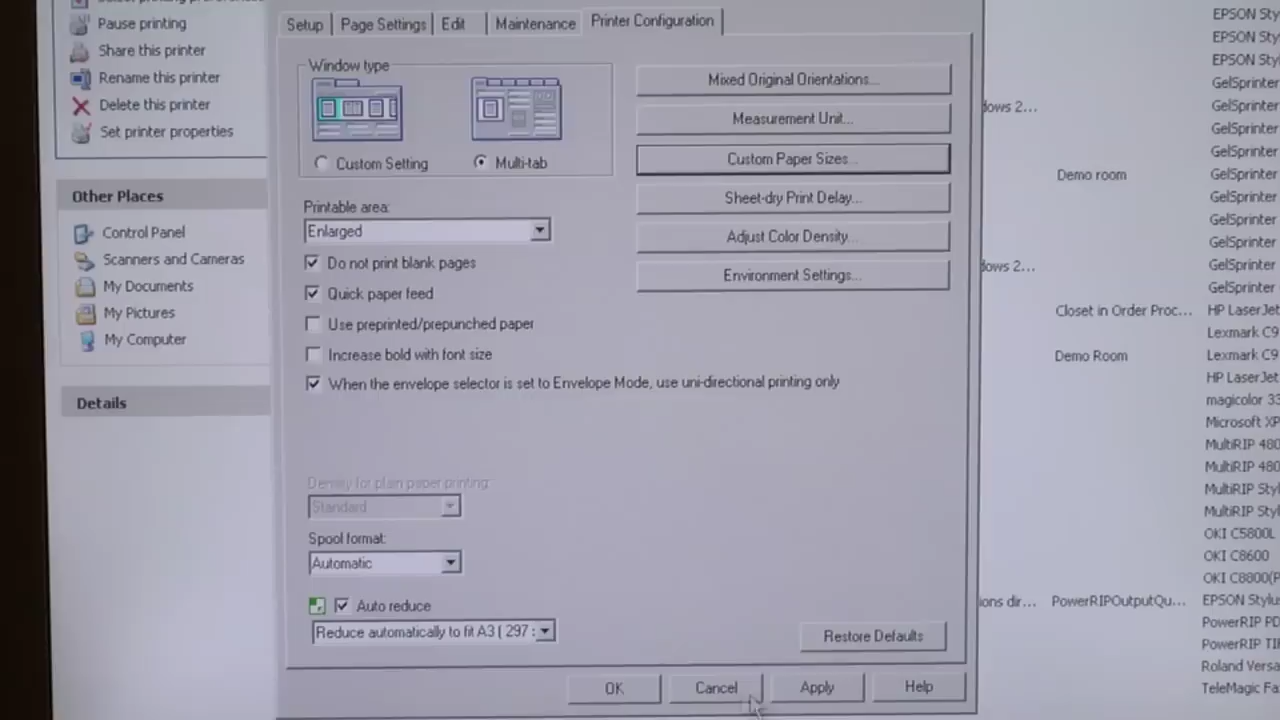 Pause printing
Share this printer
Rename this printer
Delete this printer
Set printer properties
Other Places
Control Panel
Scanners and Cameras
My Documents
My Pictures
My Computer
Details
Setup
Page Settings
Edit
Maintenance
Printer Configuration
Window type
Custom Setting
Multi-tab
Printable area:
Enlarged
Do not print blank pages
Quick paper feed
Use preprinted/prepunched paper
Increase bold with font size
When the envelope selector is set to Envelope Mode, use uni-directional printing only
Density for plain paper printing:
Standard
Spool format:
Automatic
Auto reduce
Reduce automatically to fit A3 ( 297 :
Mixed Original Orientations...
Measurement Unit...
Custom Paper Sizes...
Sheet-dry Print Delay...
Adjust Color Density...
Environment Settings...
Restore Defaults
OK
Cancel
Apply
Help
dows 2...
dows 2...
ions dir...
Demo room
Closet in Order Proc...
Demo Room
PowerRIPOutputQu...
EPSON Sty
EPSON Sty
EPSON Sty
GelSprinter
GelSprinter
GelSprinter
GelSprinter
GelSprinter
GelSprinter
GelSprinter
GelSprinter
GelSprinter
GelSprinter
HP LaserJet
Lexmark C9
Lexmark C9
HP LaserJet
magicolor 33
Microsoft XP
MultiRIP 480
MultiRIP 480
MultiRIP Styl
MultiRIP Styl
OKI C5800L
OKI C8600
OKI C8800(P
EPSON Stylus
PowerRIP PD
PowerRIP TI
Roland Versa
TeleMagic Fa